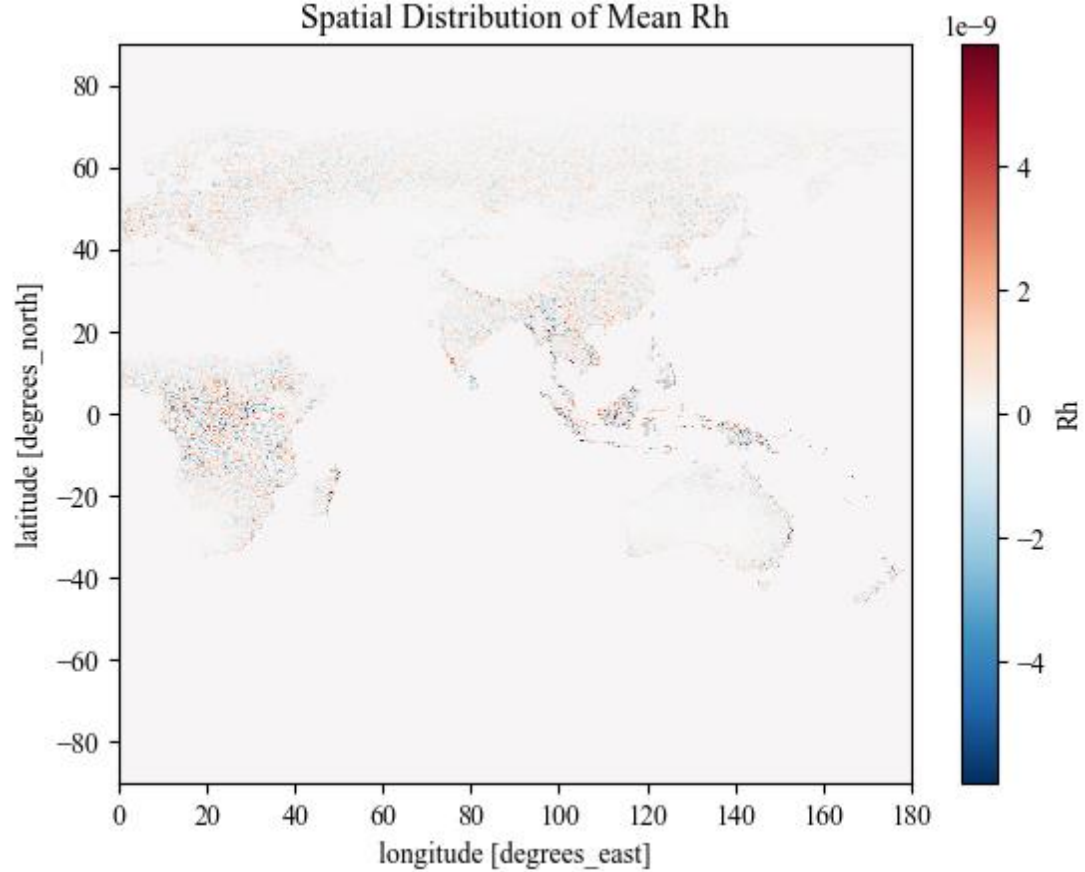 Spatial Distribution of Mean Rh
1e−9
80
60
40
20
0
−20
−40
−60
−80
latitude [degrees_north]
0 20 40 60 80 100 120 140 160 180
longitude [degrees_east]
4
2
0
−2
−4
Rh